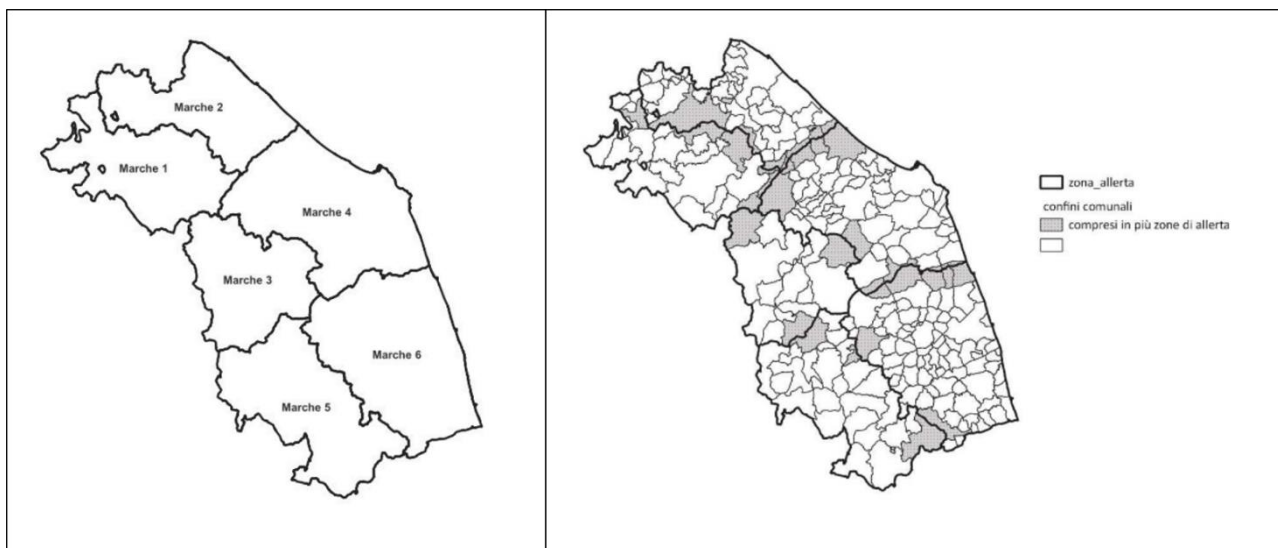 Marche 2
Marche 1
Marche 4
Marche 3
Marche 6
Marche 5
zona_allerta
confini comunali
compresi in più zone di allerta